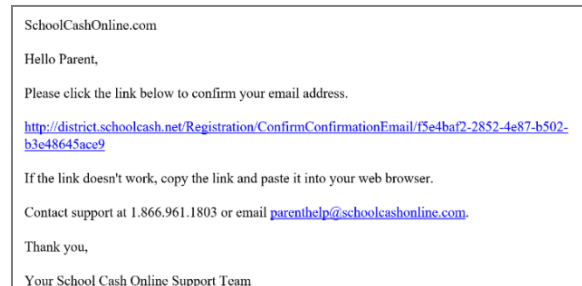 SchoolCashOnline.com
Hello Parent,
Please click the link below to confirm your email address.
http://district.schoolcash.net/Registration/ConfirmConfirmationEmail/f5e4baf2-2852-4e87-b502-
b3e48645ace9
If the link doesn't work, copy the link and paste it into your web browser.
Contact support at 1.866.961.1803 or email parenthelp@schoolcashonline.com.
Thank you,
Your School Cash Online Support Team